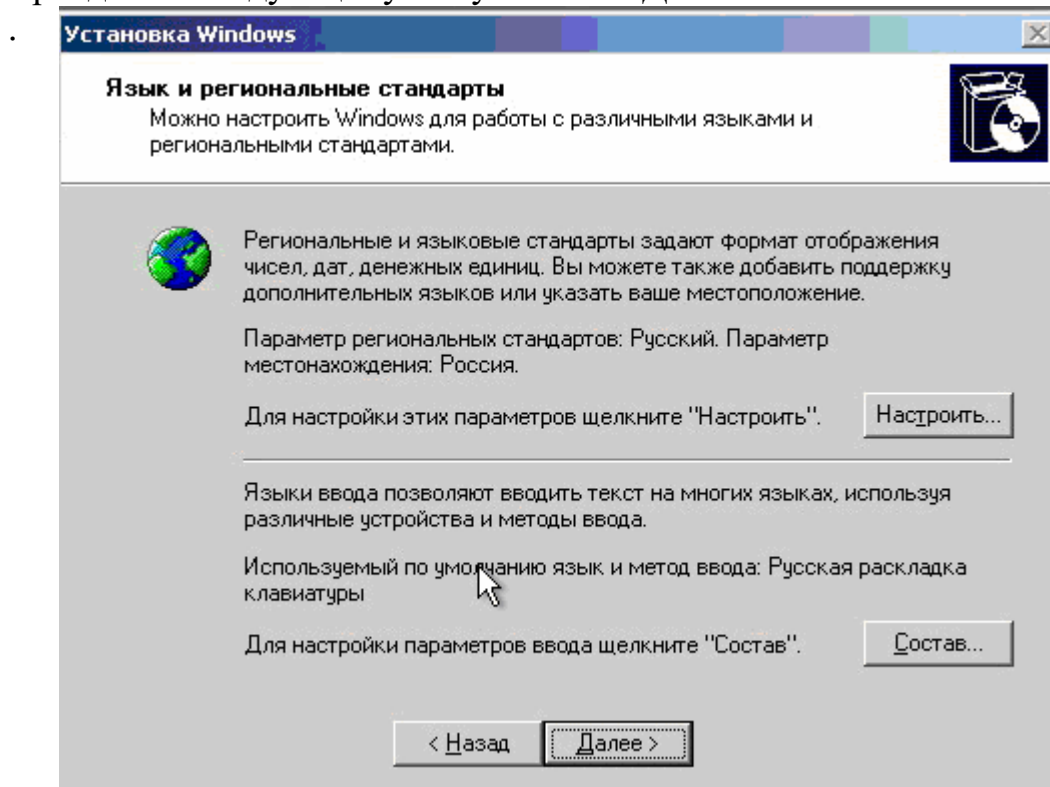 .
Установка Windows
Язык и региональные стандарты
Можно настроить Windows для работы с различными языками и
региональными стандартами.
Региональные и языковые стандарты задают формат отображения
чисел, дат, денежных единиц. Вы можете также добавить поддержку
дополнительных языков или указать ваше местоположение.
Параметр региональных стандартов: Русский. Параметр
местонахождения: Россия.
Для настройки этих параметров щелкните "Настроить". Настроить...
Языки ввода позволяют вводить текст на многих языках, используя
различные устройства и методы ввода.
Используемый по умолчанию язык и метод ввода: Русская раскладка
клавиатуры
Для настройки параметров ввода щелкните "Состав". Состав...
< Назад Далее >